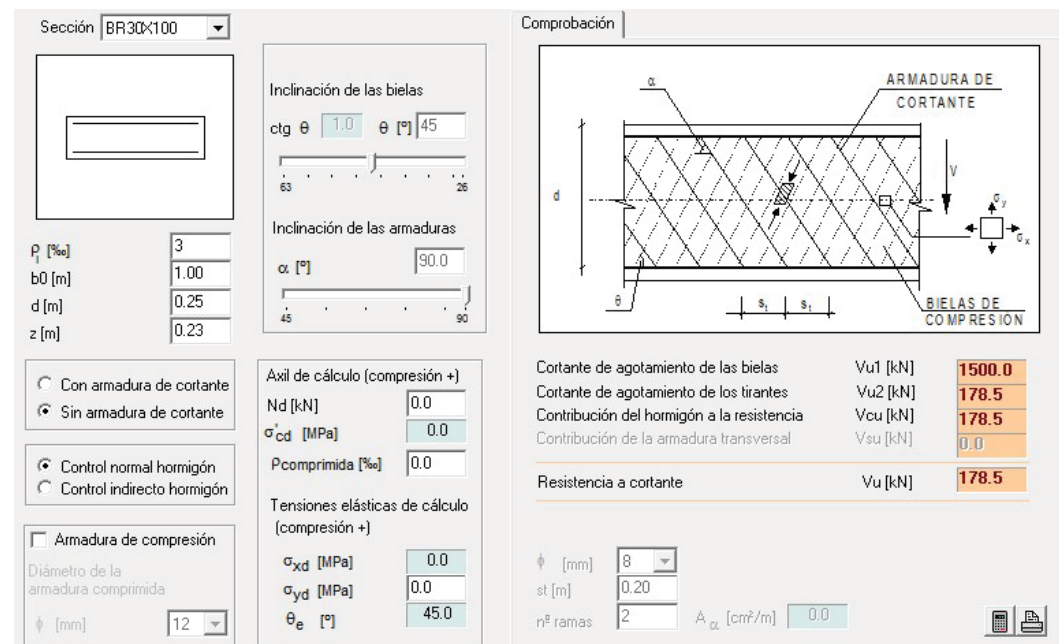 Sección BR30X100
ρl [‰] 3
b0 [m] 1.00
d [m] 0.25
z [m] 0.23
Con armadura de cortante
Sin armadura de cortante
Control normal hormigón
Control indirecto hormigón
Armadura de compresión
Diámetro de la
armadura comprimida
ϕ [mm] 12
Inclinación de las bielas
ctg θ 1.0 θ [º] 45
63 26
Inclinación de las armaduras
α [º] 90.0
45 90
Axil de cálculo (compresión +)
Nd [kN] 0.0
σ'cd [MPa] 0.0
ρcomprimida [‰] 0.0
Tensiones elásticas de cálculo
(compresión +)
σxd [MPa] 0.0
σyd [MPa] 0.0
θe [º] 45.0
Comprobación
α
ARMADURA DE
CORTANTE
d
V
σy
σx
θ
st st
BIELAS DE
COMPRESION
Cortante de agotamiento de las bielas Vu1 [kN] 1500.0
Cortante de agotamiento de los tirantes Vu2 [kN] 178.5
Contribución del hormigón a la resistencia Vcu [kN] 178.5
Contribución de la armadura transversal Vsu [kN] 0.0
Resistencia a cortante Vu [kN] 178.5
ϕ [mm] 8
st [m] 0.20
nº ramas 2 Aα [cm²/m] 0.0